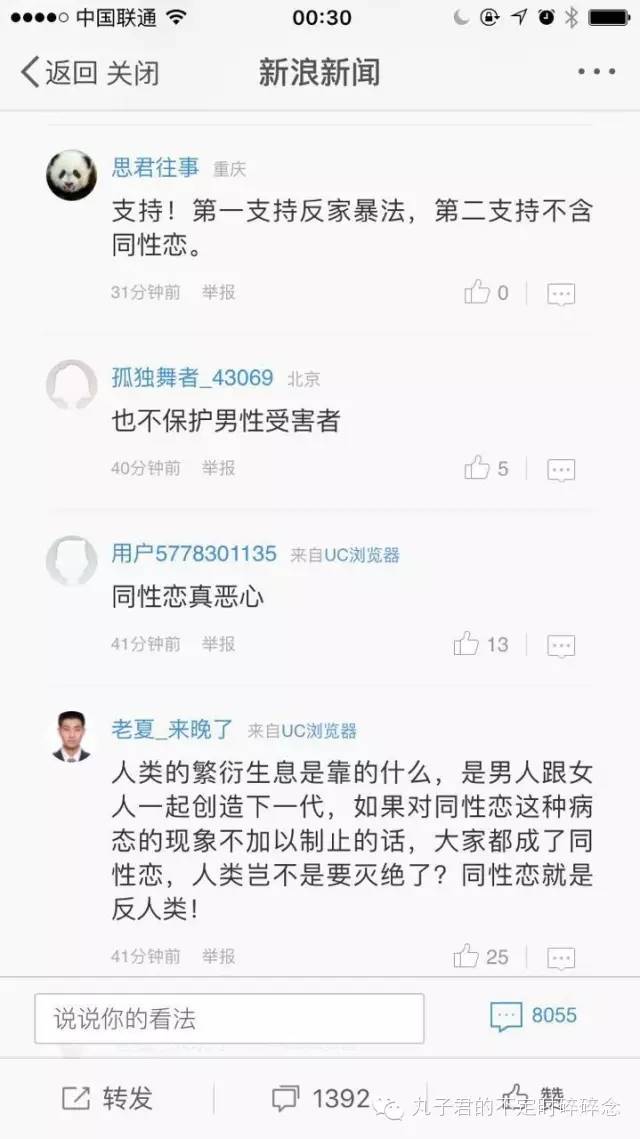 中国联通 00:30
返回 关闭 新浪新闻
思君往事 重庆
支持！第一支持反家暴法，第二支持不含
同性恋。
31分钟前 举报 0
孤独舞者_43069 北京
也不保护男性受害者
40分钟前 举报 5
用户5778301135 来自UC浏览器
同性恋真恶心
41分钟前 举报 13
老夏_来晚了 来自UC浏览器
人类的繁衍生息是靠的什么，是男人跟女
人一起创造下一代，如果对同性恋这种病
态的现象不加以制止的话，大家都成了同
性恋，人类岂不是要灭绝了？同性恋就是
反人类！
41分钟前 举报 25
说说你的看法 8055
转发 1392 赞
九子君的不定时碎碎念